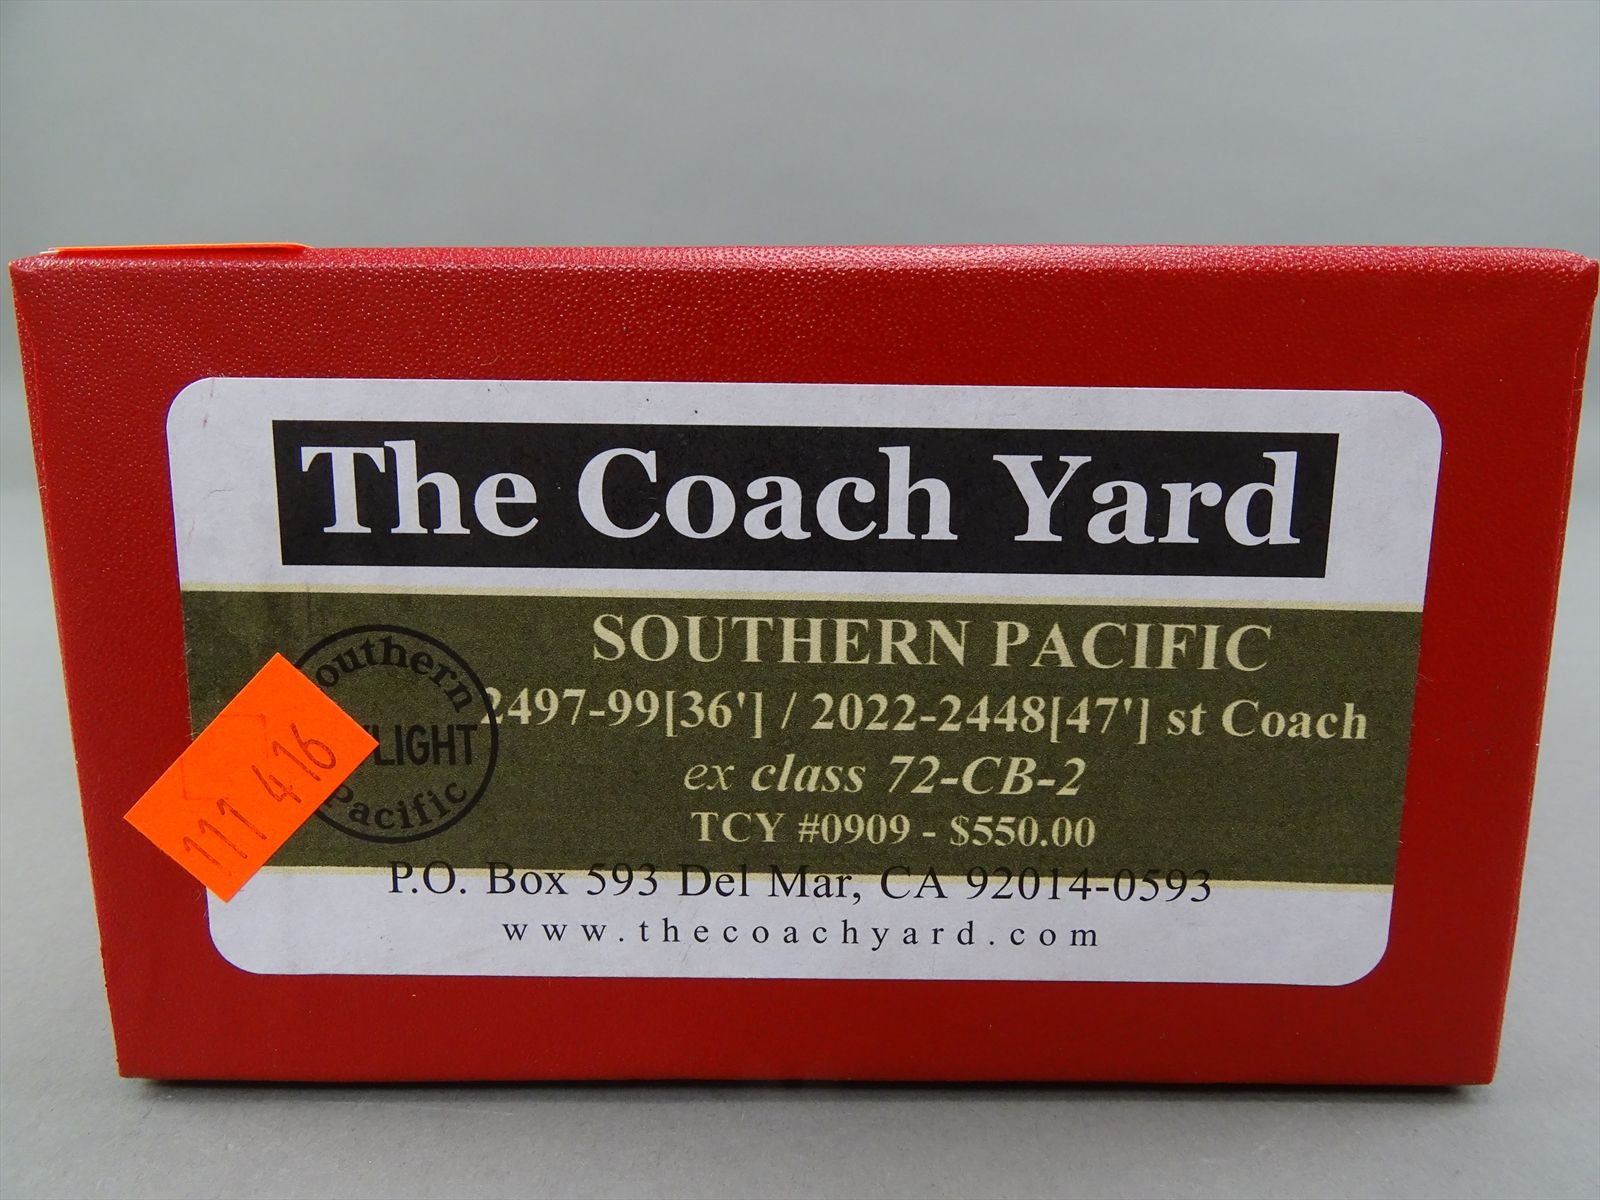 The Coach Yard
SOUTHERN PACIFIC
2497-99[36'] / 2022-2448[47'] st Coach
ex class 72-CB-2
TCY #0909 - $550.00
P.O. Box 593 Del Mar, CA 92014-0593
www.thecoachyard.com
outhern
LIGHT
Pacific
111 416